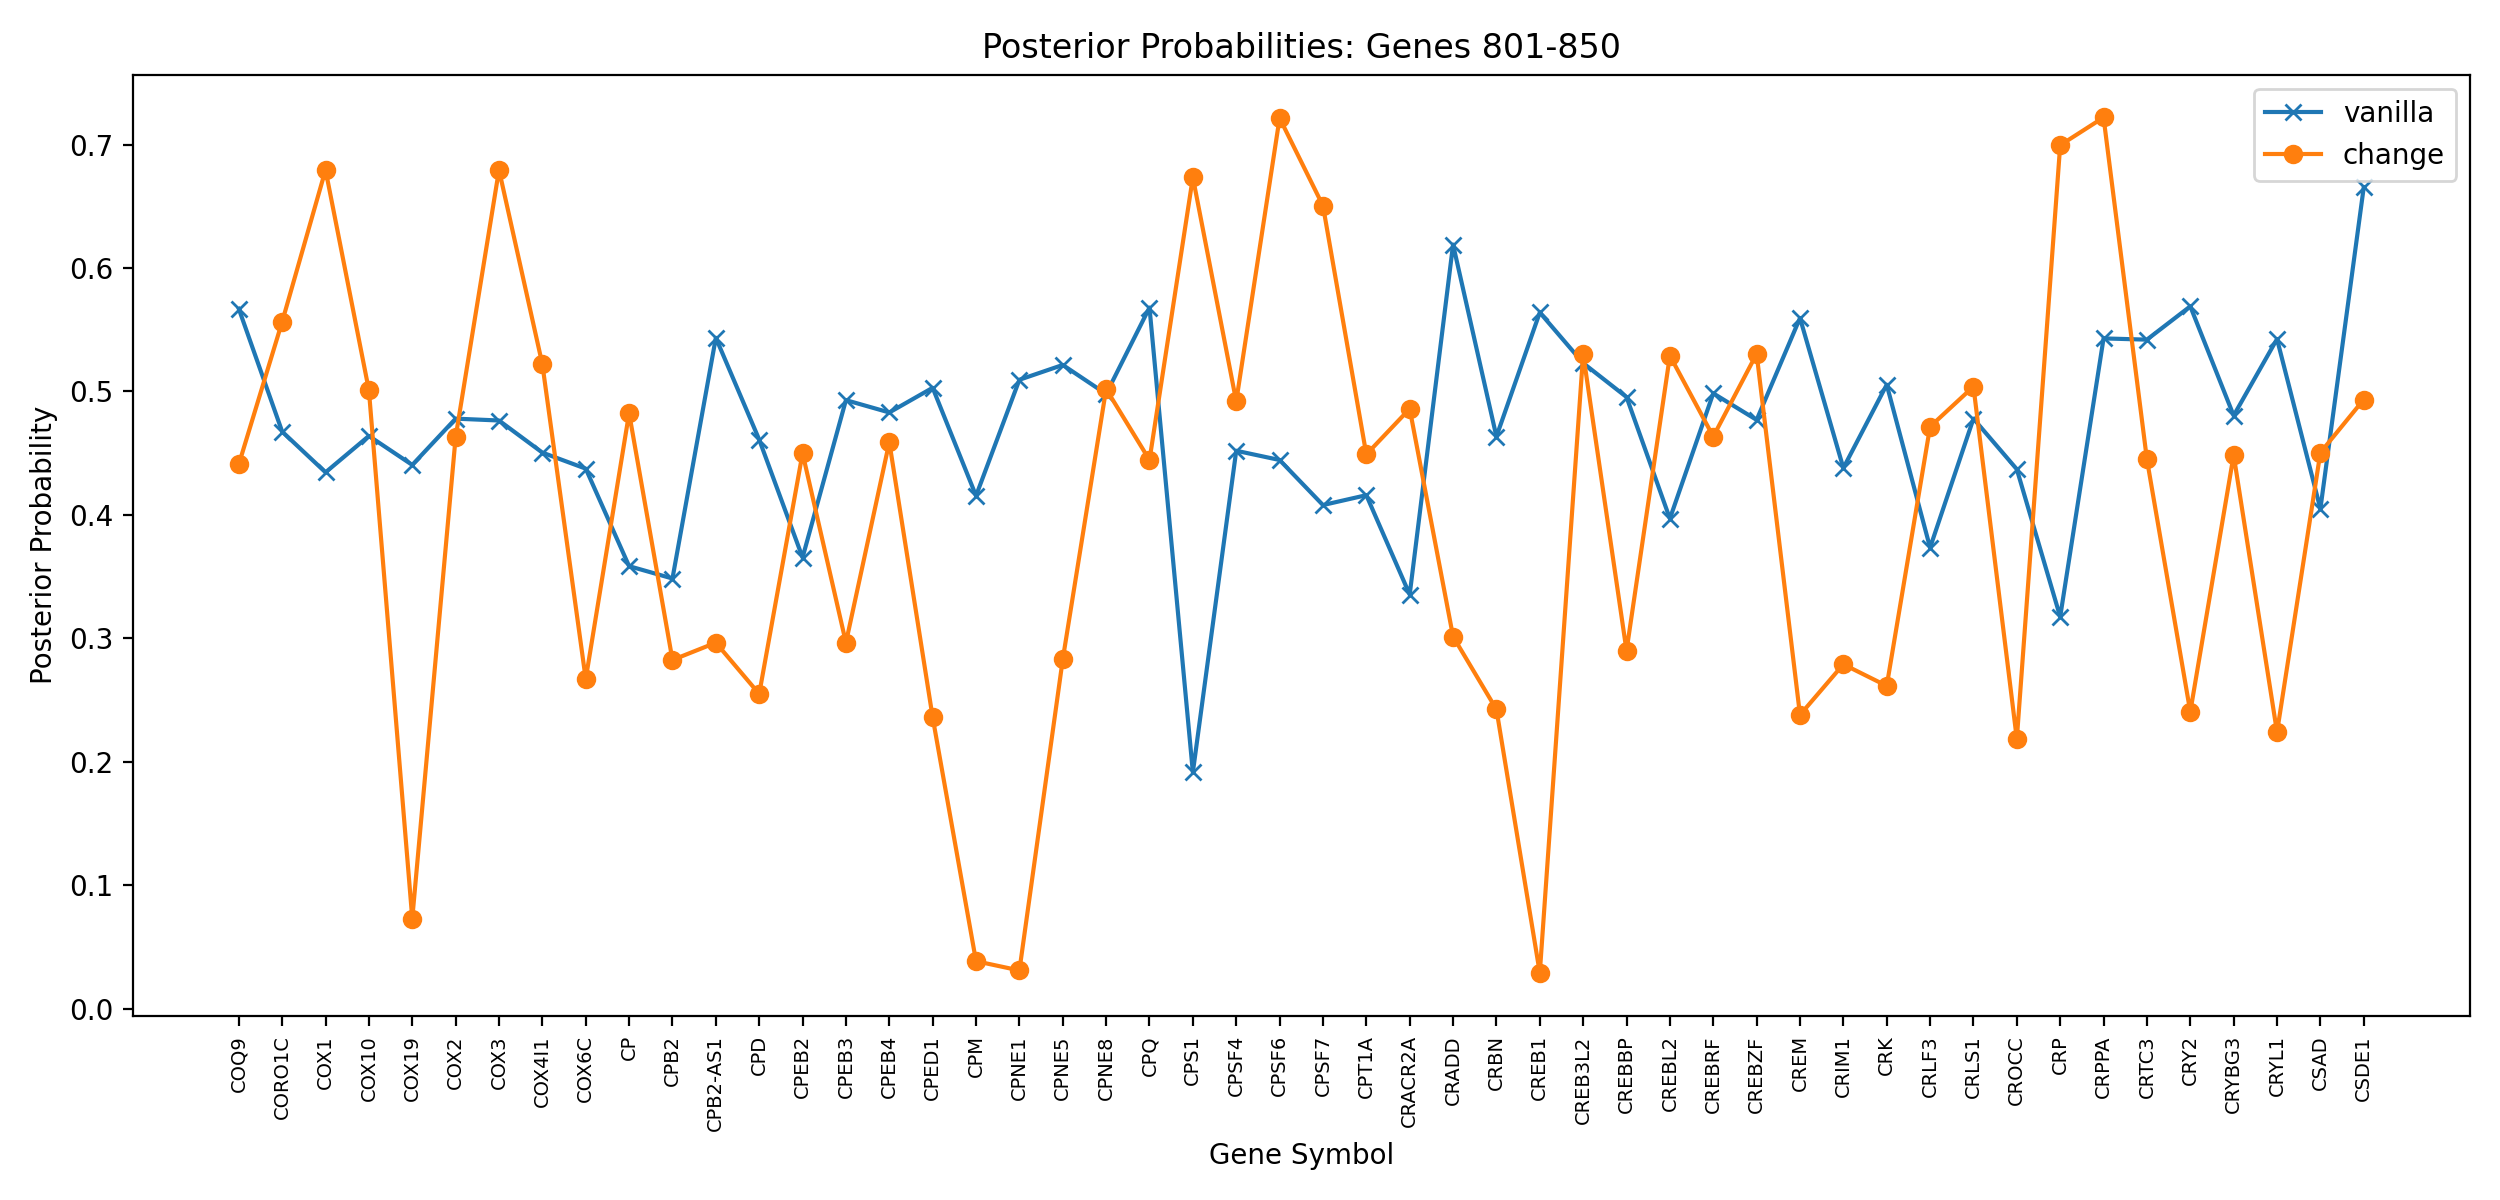 Posterior Probabilities: Genes 801-850
vanilla
change
Posterior Probability
0.7
0.6
0.5
0.4
0.3
0.2
0.1
0.0
COQ9
CORO1C
COX1
COX10
COX19
COX2
COX3
COX4I1
COX6C
CP
CPB2
CPB2-AS1
CPD
CPEB2
CPEB3
CPEB4
CPED1
CPM
CPNE1
CPNE5
CPNE8
CPQ
CPS1
CPSF4
CPSF6
CPSF7
CPT1A
CRACR2A
CRADD
CRBN
CREB1
CREB3L2
CREBBP
CREBL2
CREBRF
CREBZF
CREM
CRIM1
CRK
CRLF3
CRLS1
CROCC
CRP
CRPPA
CRTC3
CRY2
CRYBG3
CRYL1
CSAD
CSDE1
Gene Symbol